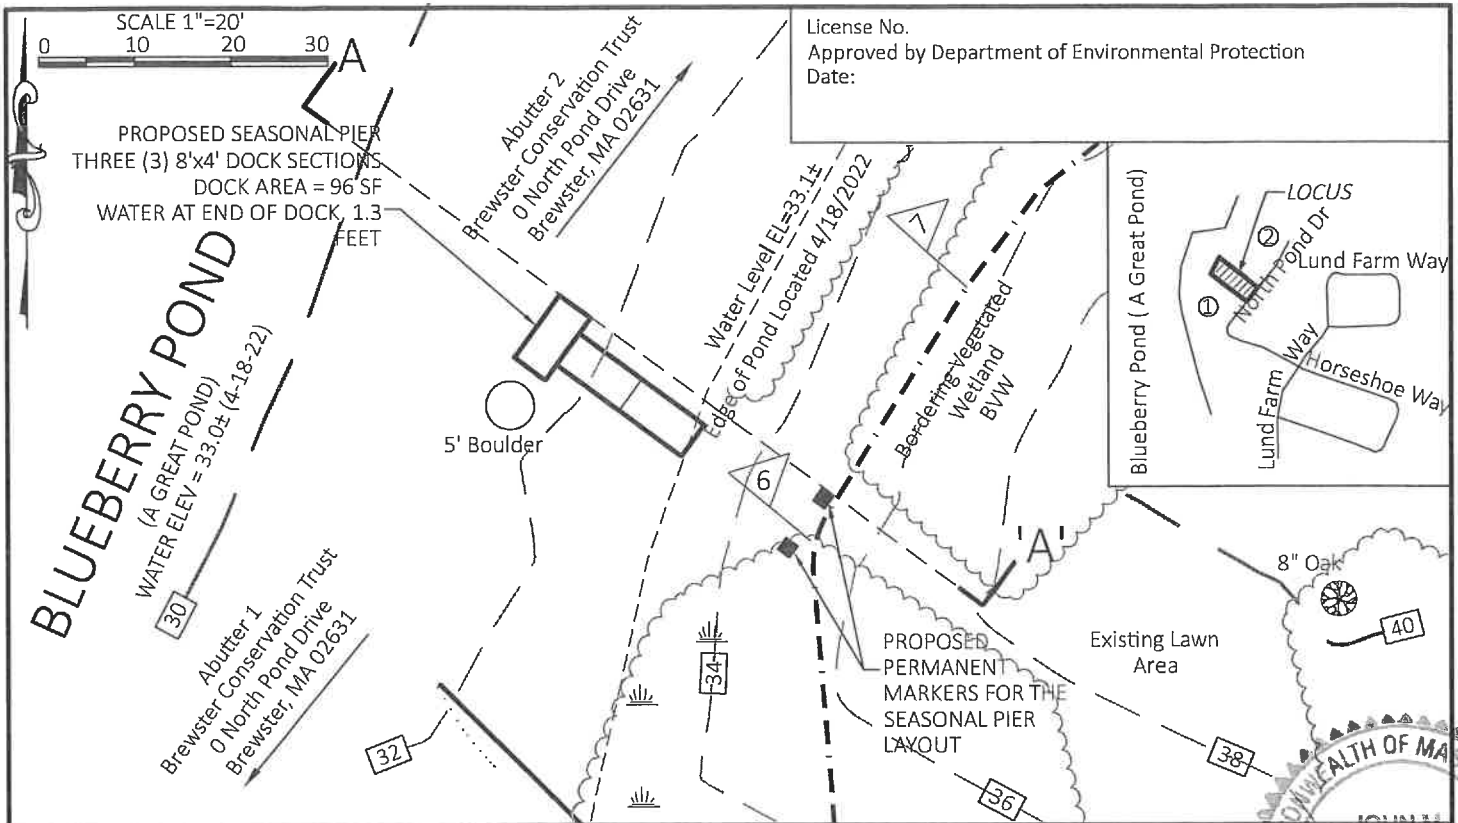 SCALE 1"=20'
0 10 20 30
A
License No.
Approved by Department of Environmental Protection
Date:
PROPOSED SEASONAL PIER
THREE (3) 8'x4' DOCK SECTIONS
DOCK AREA = 96 SF
WATER AT END OF DOCK, 1.3
FEET
Abutter 2
Brewster Conservation Trust
0 North Pond Drive
Brewster, MA 02631
Water Level EL=33.1±
Edge of Pond Located 4/18/2022
7
Bordering Vegetated
Wetland
BVW
Blueberry Pond ( A Great Pond)
LOCUS
2
1
North Pond Dr
Lund Farm Way
Horseshoe Way
Lund Farm Way
BLUEBERRY POND
(A GREAT POND)
WATER ELEV = 33.0± (4-18-22)
30
5' Boulder
6
'A'
8" Oak
40
Existing Lawn
Area
PROPOSED
PERMANENT
MARKERS FOR THE
SEASONAL PIER
LAYOUT
Abutter 1
Brewster Conservation Trust
0 North Pond Drive
Brewster, MA 02631
32
34
36
38
ONWEALTH OF MA